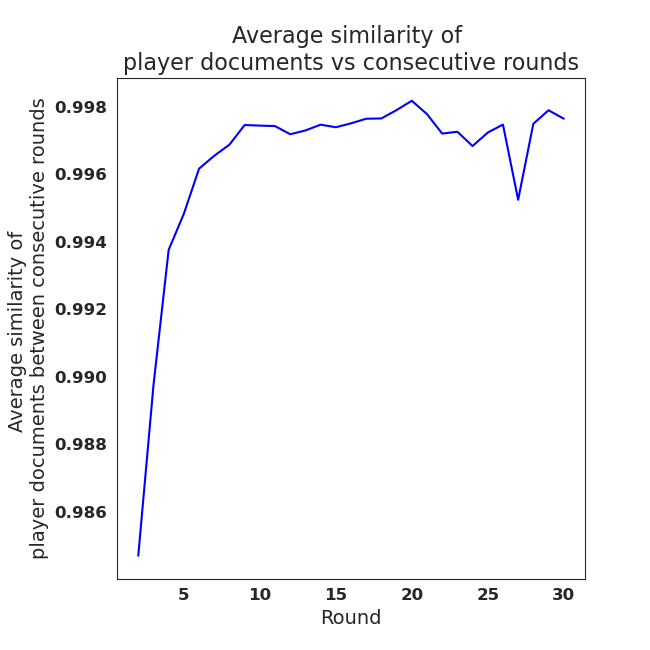 Average similarity of
player documents vs consecutive rounds
Average similarity of
player documents between consecutive rounds
0.998
0.996
0.994
0.992
0.990
0.988
0.986
5 10 15 20 25 30
Round